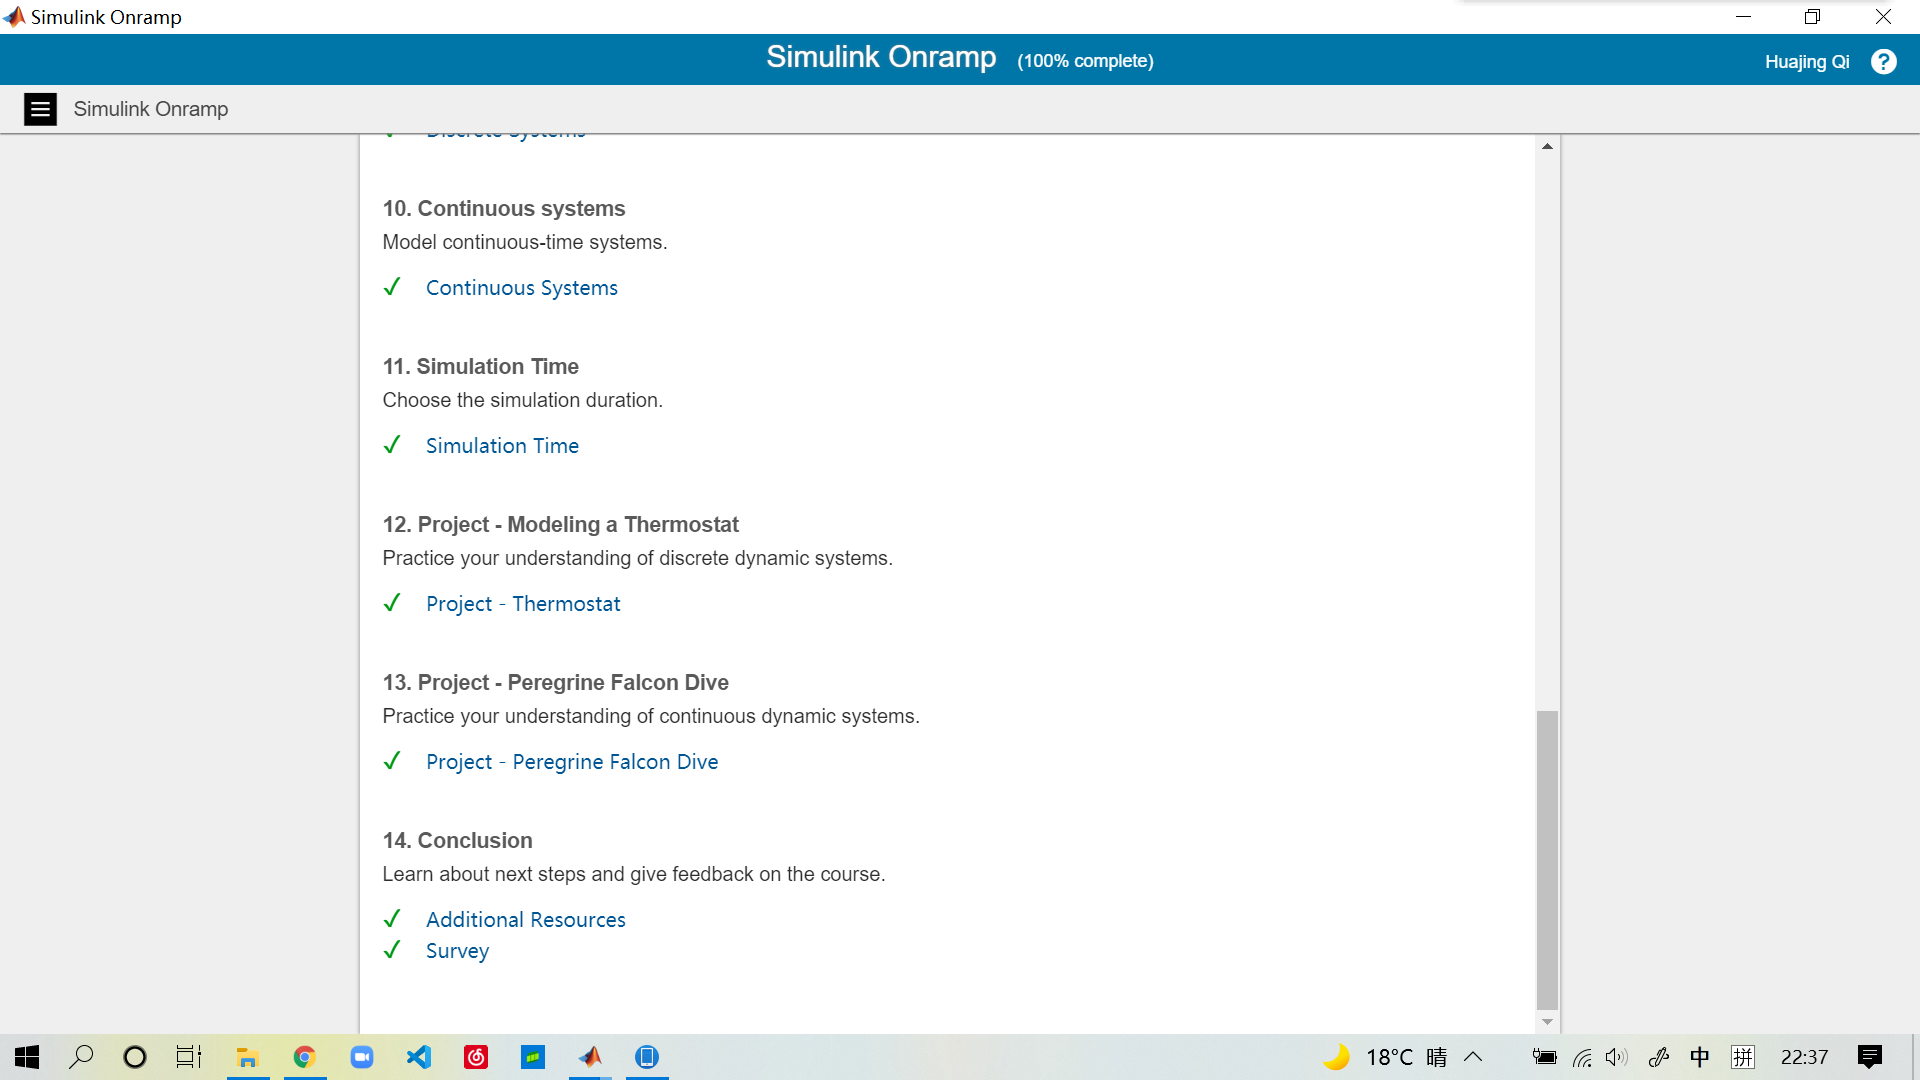 Simulink Onramp
Simulink Onramp (100% complete)
Huajing Qi ?
Simulink Onramp
Discrete Systems
10. Continuous systems
Model continuous-time systems.
✓ Continuous Systems
11. Simulation Time
Choose the simulation duration.
✓ Simulation Time
12. Project - Modeling a Thermostat
Practice your understanding of discrete dynamic systems.
✓ Project - Thermostat
13. Project - Peregrine Falcon Dive
Practice your understanding of continuous dynamic systems.
✓ Project - Peregrine Falcon Dive
14. Conclusion
Learn about next steps and give feedback on the course.
✓ Additional Resources
✓ Survey
18°C 晴 中 拼 22:37